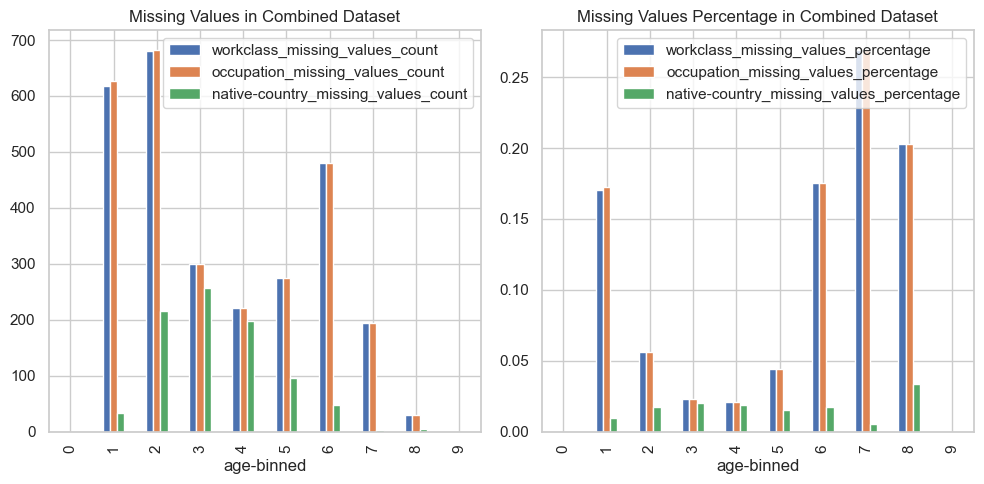 Missing Values in Combined Dataset
700
600
500
400
300
200
100
0
workclass_missing_values_count
occupation_missing_values_count
native-country_missing_values_count
0 1 2 3 4 5 6 7 8 9
age-binned
Missing Values Percentage in Combined Dataset
0.25
0.20
0.15
0.10
0.05
0.00
workclass_missing_values_percentage
occupation_missing_values_percentage
native-country_missing_values_percentage
0 1 2 3 4 5 6 7 8 9
age-binned